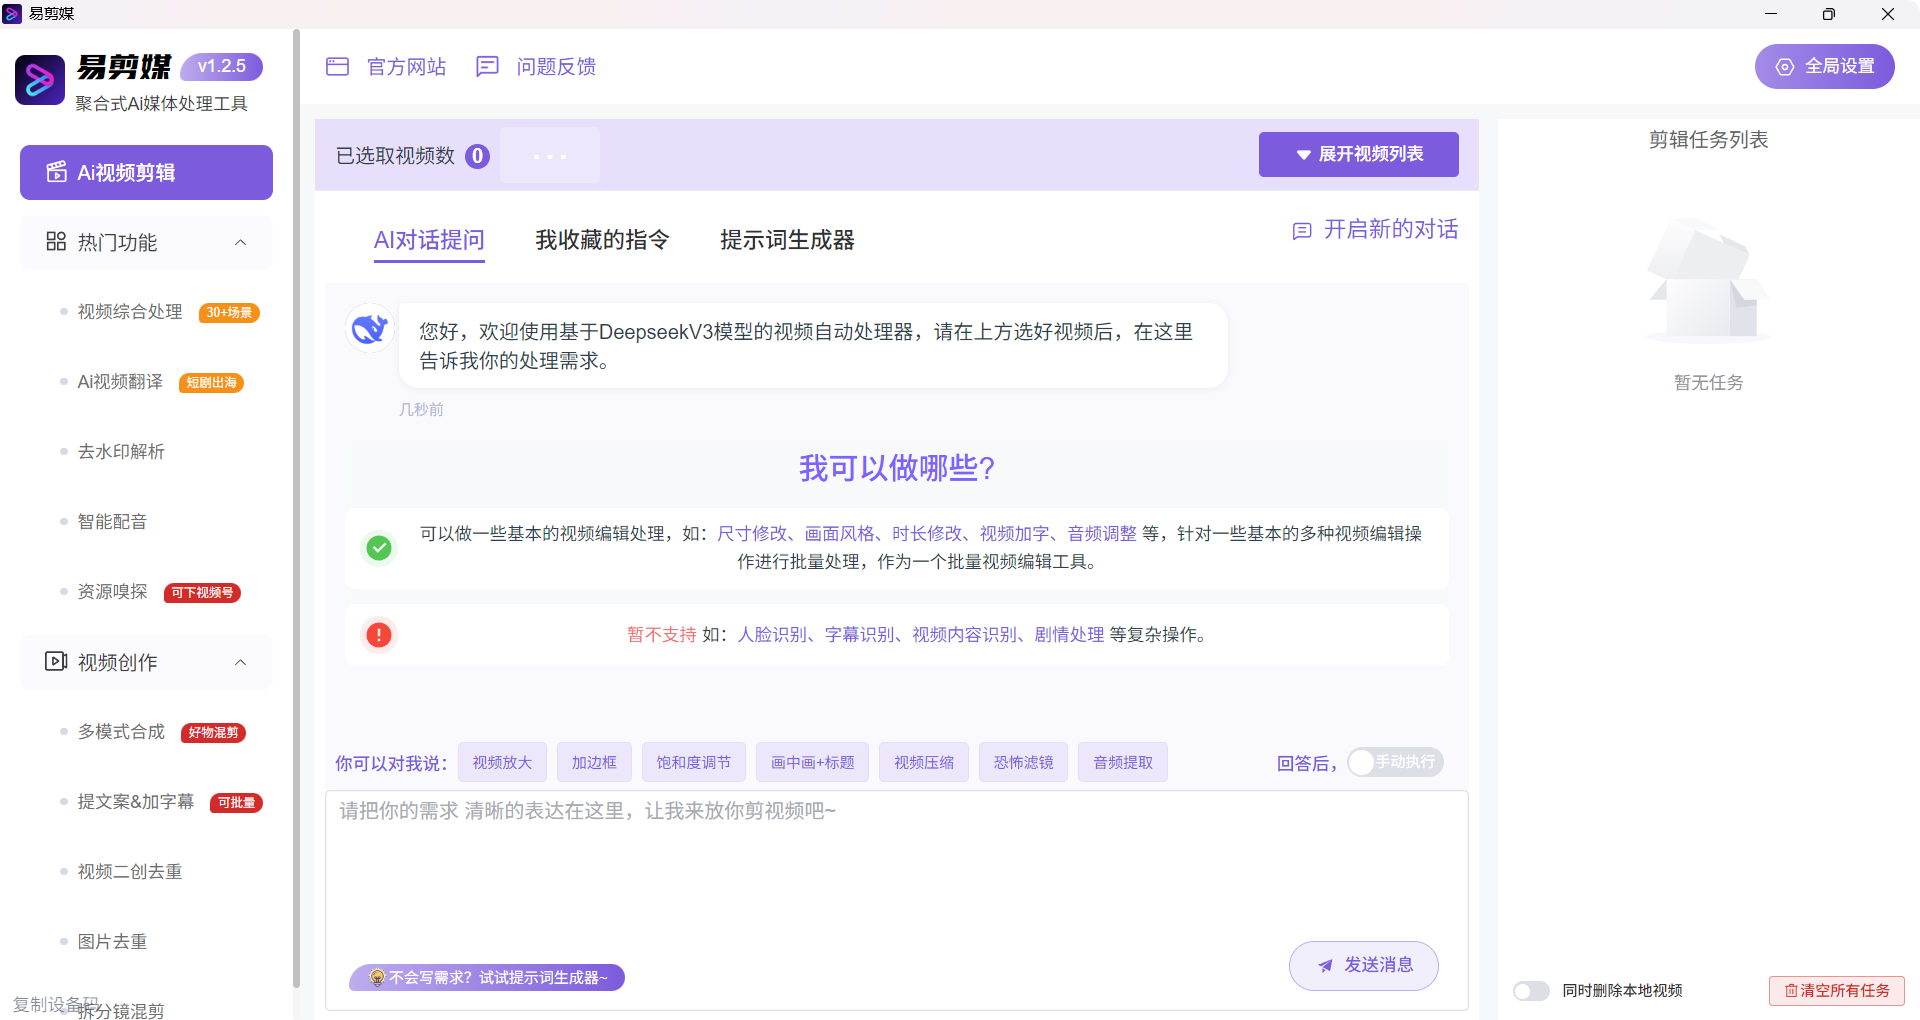 易剪媒
易剪媒 v1.2.5
聚合式Ai媒体处理工具
Ai视频剪辑
热门功能
视频综合处理 30+场景
Ai视频翻译 短剧出海
去水印解析
智能配音
资源嗅探 可下视频号
视频创作
多模式合成 好物混剪
提文案&加字幕 可批量
视频二创去重
图片去重
复制设备码
拆分镜混剪
官方网站 问题反馈
全局设置
已选取视频数 0 ...
展开视频列表
AI对话提问 我收藏的指令 提示词生成器
开启新的对话
您好，欢迎使用基于DeepseekV3模型的视频自动处理器，请在上方选好视频后，在这里
告诉我你的处理需求。
几秒前
我可以做哪些?
可以做一些基本的视频编辑处理，如：尺寸修改、画面风格、时长修改、视频加字、音频调整 等，针对一些基本的多种视频编辑操
作进行批量处理，作为一个批量视频编辑工具。
暂不支持 如：人脸识别、字幕识别、视频内容识别、剧情处理 等复杂操作。
你可以对我说： 视频放大 加边框 饱和度调节 画中画+标题 视频压缩 恐怖滤镜 音频提取
回答后， 手动执行
请把你的需求 清晰的表达在这里，让我来放你剪视频吧~
不会写需求？试试提示词生成器~
发送消息
剪辑任务列表
暂无任务
同时删除本地视频
清空所有任务